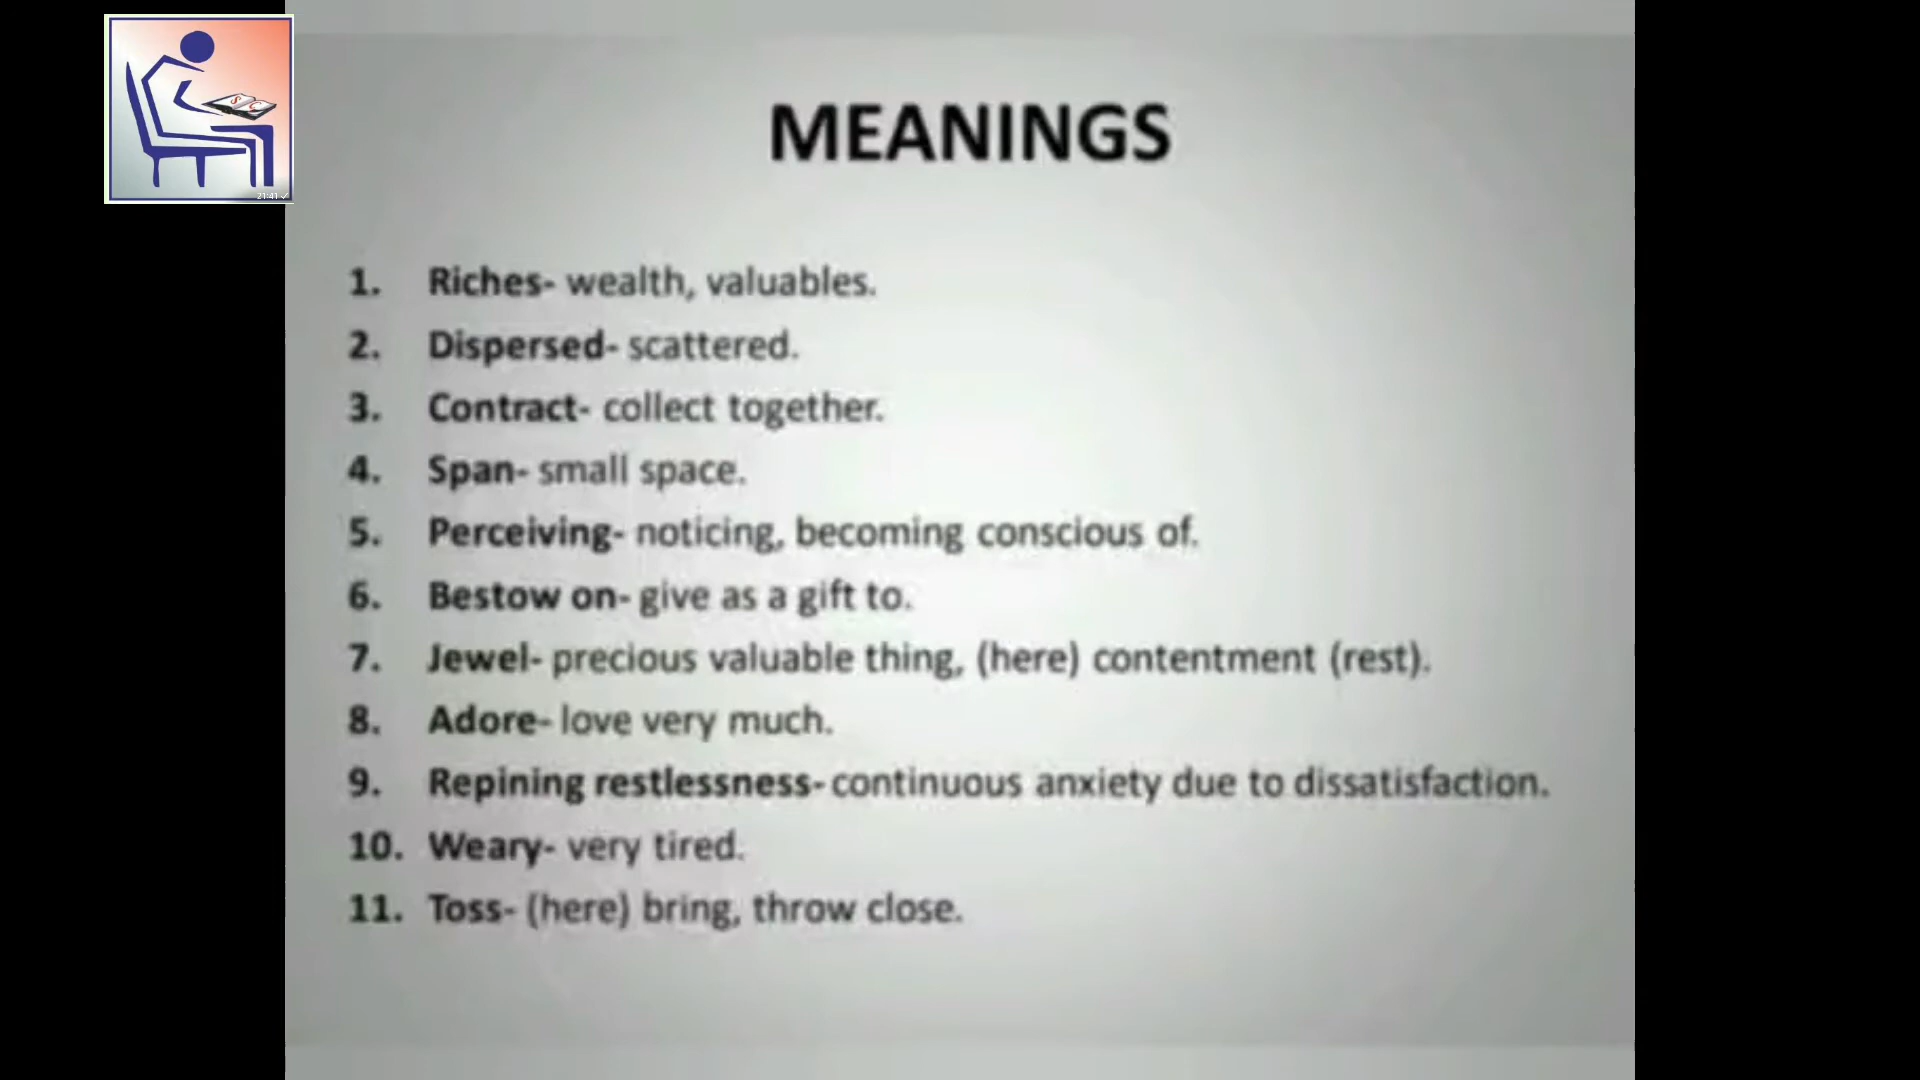 MEANINGS
1. Riches- wealth, valuables.
2. Dispersed- scattered.
3. Contract- collect together.
4. Span- small space.
5. Perceiving- noticing, becoming conscious of.
6. Bestow on- give as a gift to.
7. Jewel- precious valuable thing, (here) contentment (rest).
8. Adore- love very much.
9. Repining restlessness- continuous anxiety due to dissatisfaction.
10. Weary- very tired.
11. Toss- (here) bring, throw close.
S C
21:41 ✓